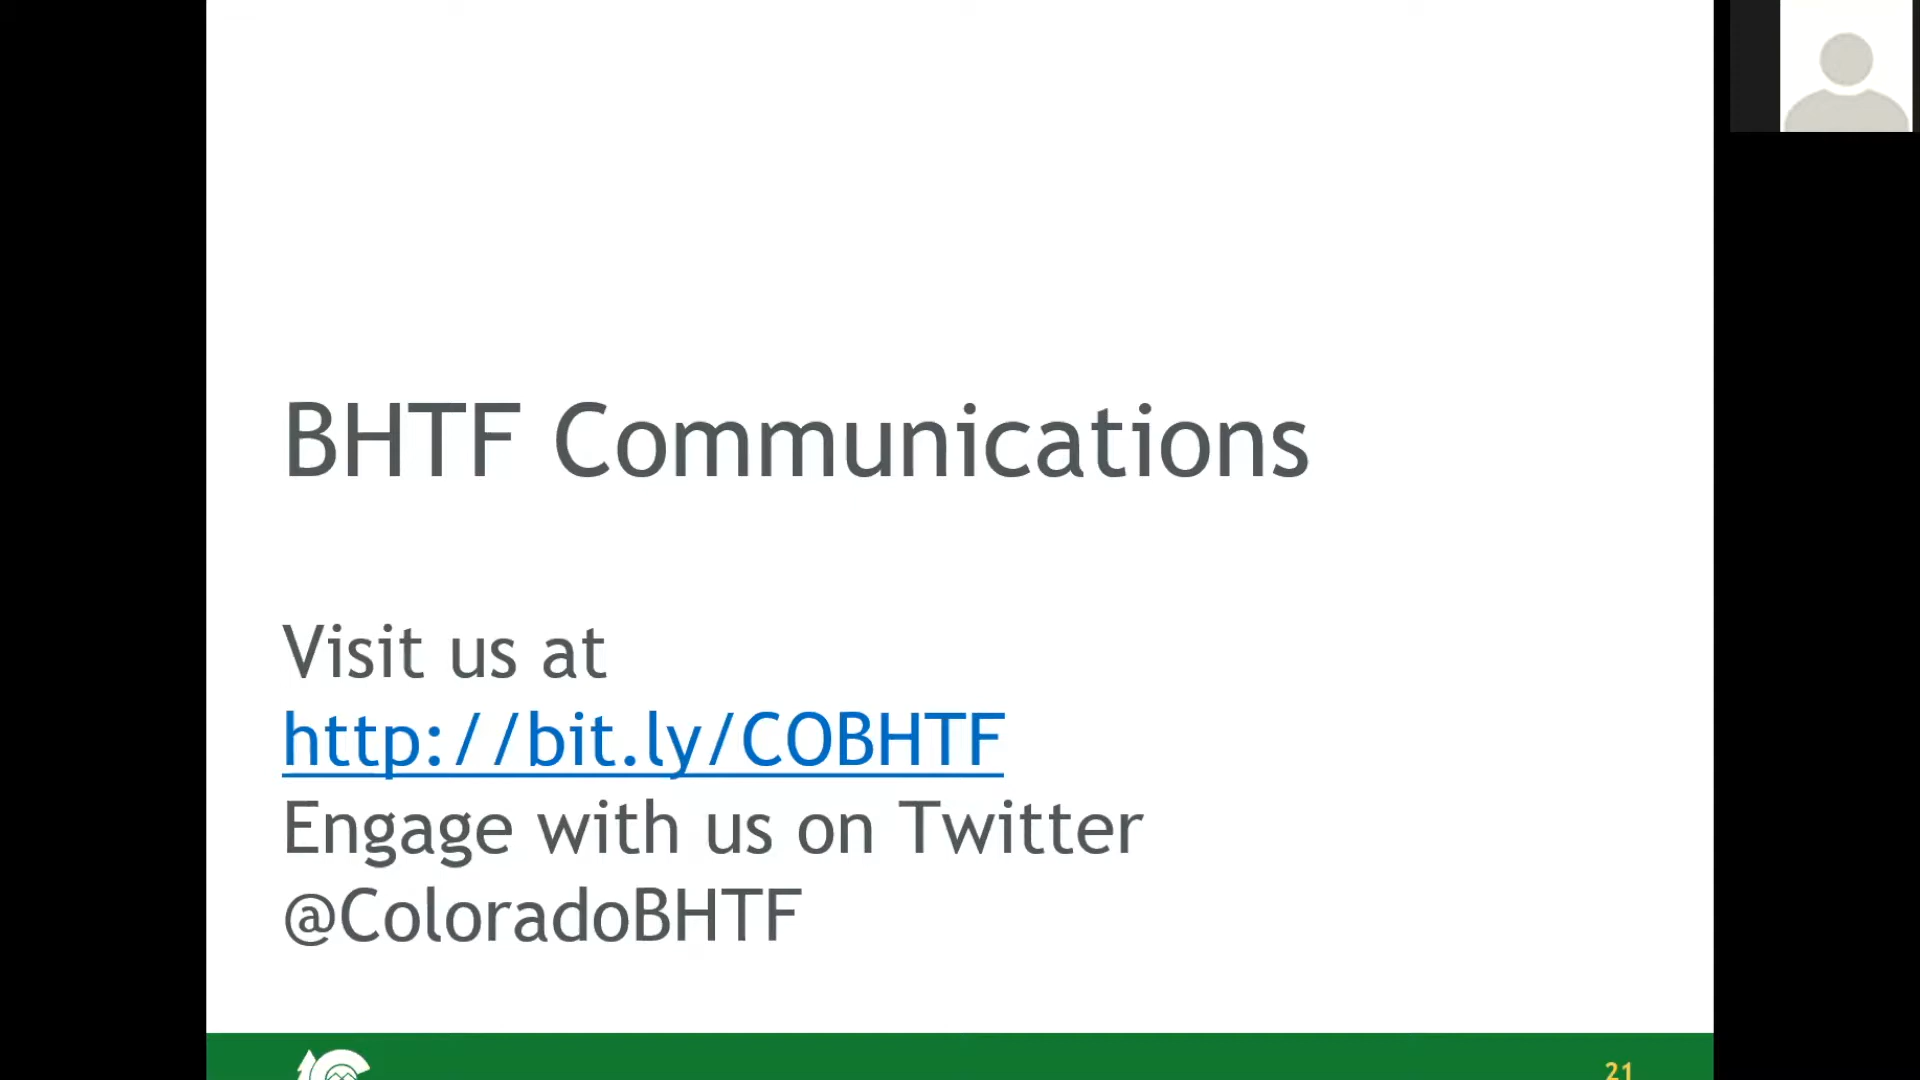 BHTF Communications
Visit us at
http://bit.ly/COBHTF
Engage with us on Twitter
@ColoradoBHTF
21